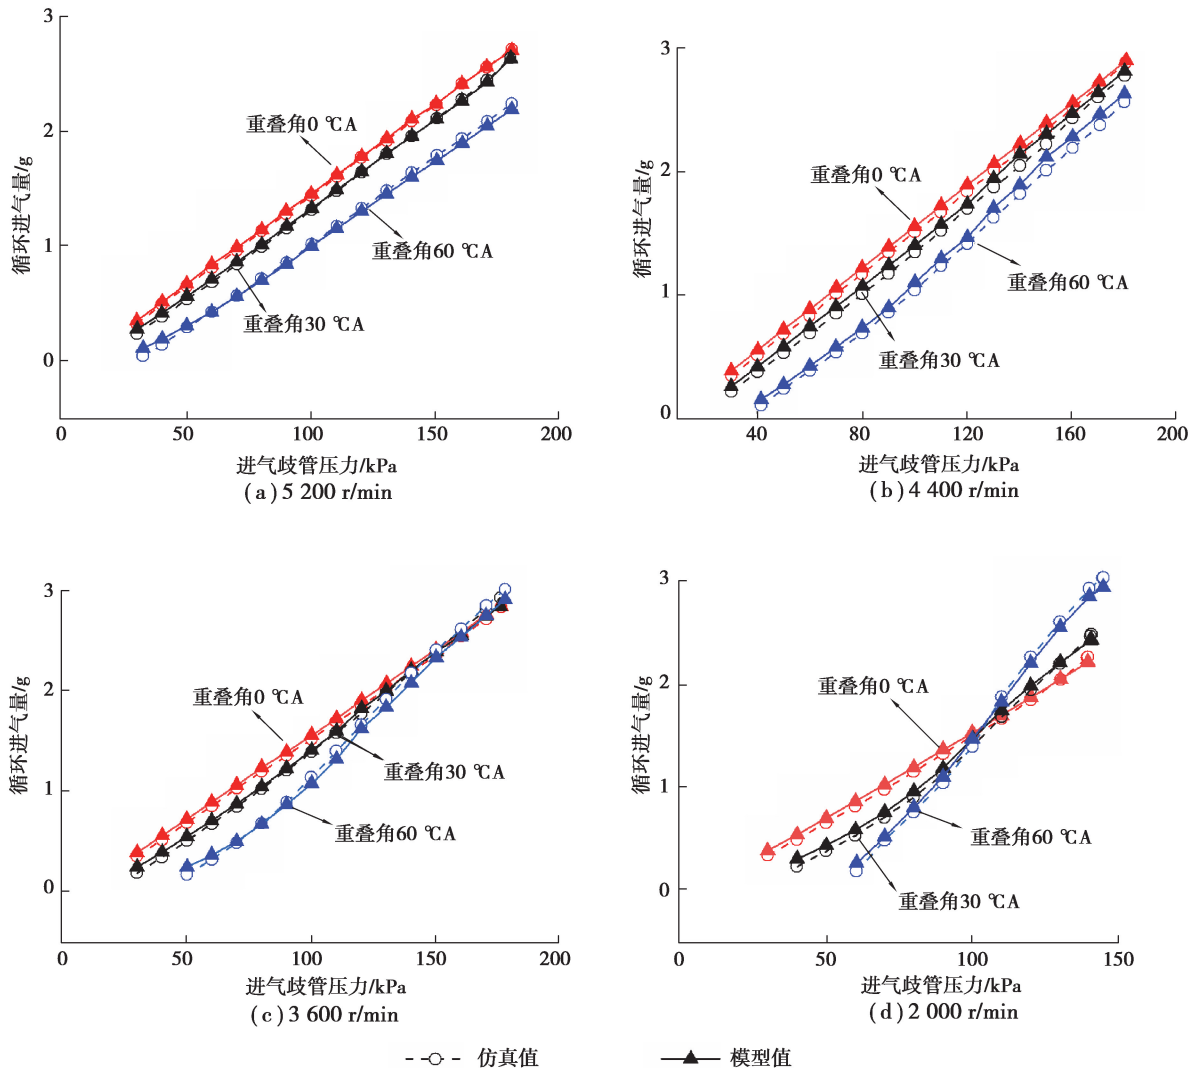 3
2
1
0
循环进气量/g
重叠角0 ℃A
重叠角60 ℃A
重叠角30 ℃A
0 50 100 150 200
进气歧管压力/kPa
(a) 5 200 r/min
3
2
1
0
循环进气量/g
重叠角0 ℃A
重叠角60 ℃A
重叠角30 ℃A
40 80 120 160 200
进气歧管压力/kPa
(b) 4 400 r/min
3
2
1
0
循环进气量/g
重叠角0 ℃A
重叠角30 ℃A
重叠角60 ℃A
0 50 100 150 200
进气歧管压力/kPa
(c) 3 600 r/min
3
2
1
0
循环进气量/g
重叠角0 ℃A
重叠角60 ℃A
重叠角30 ℃A
0 50 100 150
进气歧管压力/kPa
(d) 2 000 r/min
仿真值 模型值